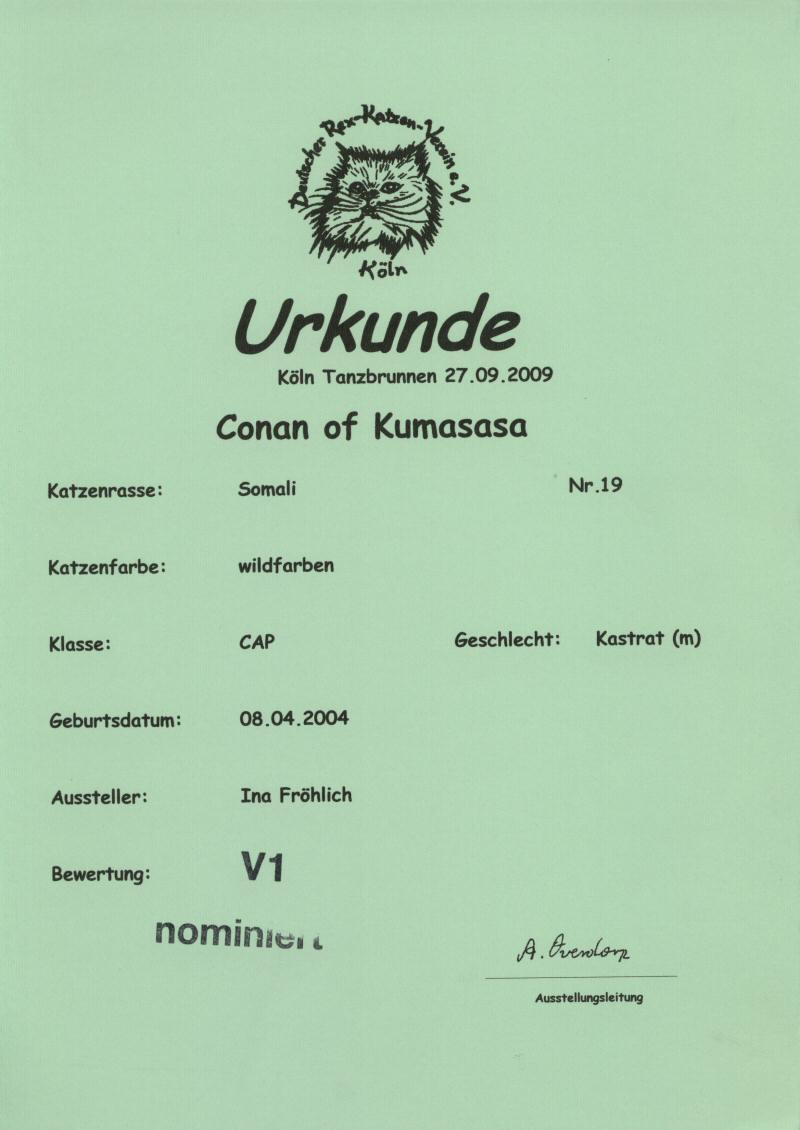 Deutscher Rex-Katzen-Verein e.V.
Köln
Urkunde
Köln Tanzbrunnen 27.09.2009
Conan of Kumasasa
Katzenrasse: Somali Nr.19
Katzenfarbe: wildfarben
Klasse: CAP Geschlecht: Kastrat (m)
Geburtsdatum: 08.04.2004
Aussteller: Ina Fröhlich
Bewertung: V1
nominiert
A.
Ausstellungsleitung